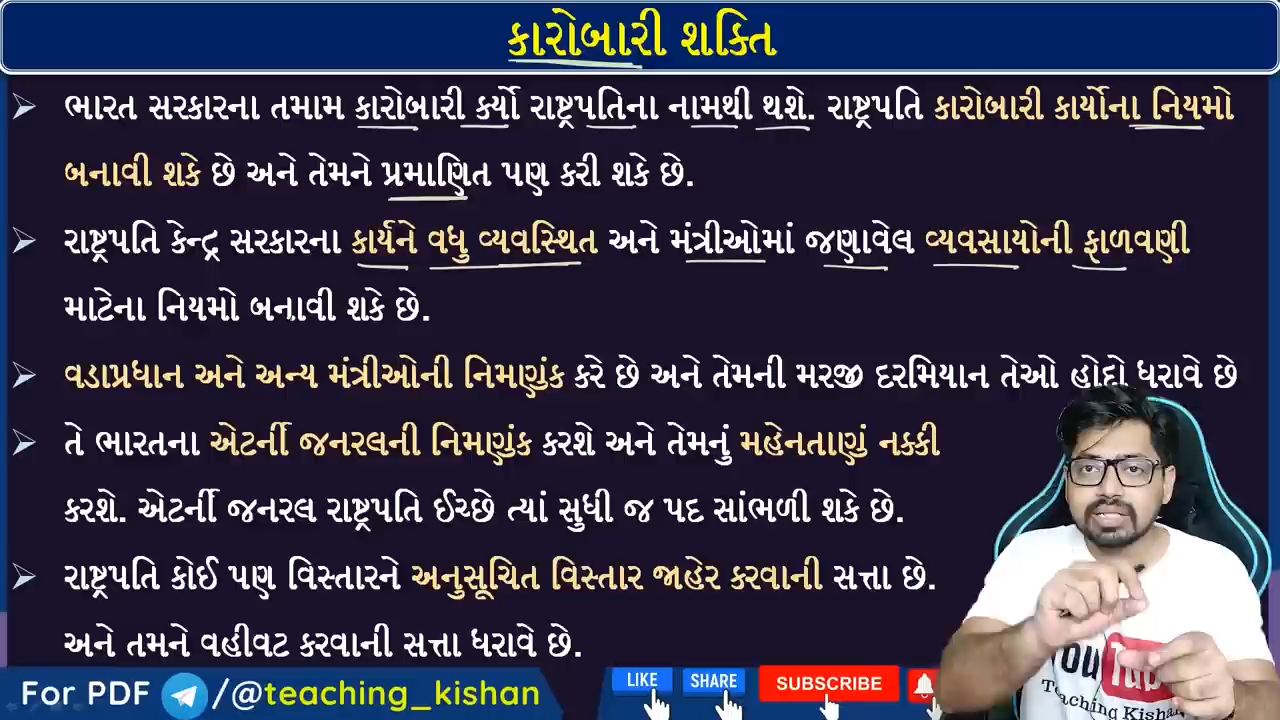 કારોબારી શક્તિ
➢ ભારત સરકારના તમામ કારોબારી કર્યો રાષ્ટ્રપતિના નામથી થશે. રાષ્ટ્રપતિ કારોબારી કાર્યોના નિયમો
બનાવી શકે છે અને તેમને પ્રમાણિત પણ કરી શકે છે.
➢ રાષ્ટ્રપતિ કેન્દ્ર સરકારના કાર્યને વધુ વ્યવસ્થિત અને મંત્રીઓમાં જણાવેલ વ્યવસાયોની ફાળવણી
માટેના નિયમો બનાવી શકે છે.
➢ વડાપ્રધાન અને અન્ય મંત્રીઓની નિમણુંક કરે છે અને તેમની મરજી દરમિયાન તેઓ હોદ્દો ધરાવે છે
➢ તે ભારતના એટર્ની જનરલની નિમણુંક કરશે અને તેમનું મહેનતાણું નક્કી
કરશે. એટર્ની જનરલ રાષ્ટ્રપતિ ઈચ્છે ત્યાં સુધી જ પદ સાંભળી શકે છે.
➢ રાષ્ટ્રપતિ કોઈ પણ વિસ્તારને અનુસૂચિત વિસ્તાર જાહેર કરવાની સત્તા છે.
અને તમને વહીવટ કરવાની સત્તા ધરાવે છે.
For PDF /@teaching_kishan
LIKE SHARE SUBSCRIBE
Teaching